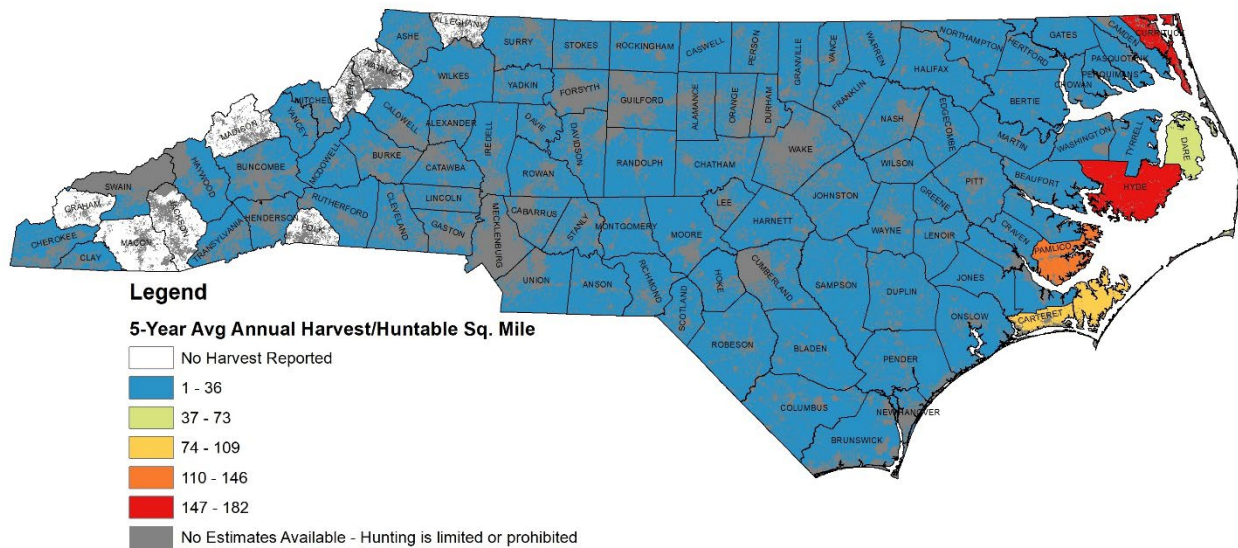 ALLEGHANY
ASHE
SURRY
STOKES
ROCKINGHAM
CASWELL
PERSON
GRANVILLE
VANCE
WARREN
NORTHAMPTON
HERTFORD
GATES
CAMDEN
CURRITUCK
PASQUOTANK
PERQUIMANS
CHOWAN
HALIFAX
WATAUGA
WILKES
YADKIN
FORSYTH
GUILFORD
ALAMANCE
ORANGE
DURHAM
FRANKLIN
NASH
EDGECOMBE
BERTIE
MARTIN
WASHINGTON
TYRRELL
DARE
AVERY
MITCHELL
YANCEY
MADISON
CALDWELL
ALEXANDER
IREDELL
DAVIE
DAVIDSON
RANDOLPH
CHATHAM
WAKE
WILSON
PITT
BEAUFORT
HYDE
SWAIN
HAYWOOD
BUNCOMBE
MCDOWELL
BURKE
CATAWBA
ROWAN
LEE
JOHNSTON
GREENE
GRAHAM
JACKSON
HENDERSON
RUTHERFORD
CLEVELAND
LINCOLN
CABARRUS
STANLY
MONTGOMERY
MOORE
HARNETT
WAYNE
LENOIR
CRAVEN
PAMLICO
CHEROKEE
CLAY
MACON
TRANSYLVANIA
POLK
GASTON
MECKLENBURG
UNION
ANSON
RICHMOND
SCOTLAND
HOKE
CUMBERLAND
SAMPSON
DUPLIN
JONES
ONSLOW
CARTERET
ROBESON
BLADEN
PENDER
COLUMBUS
NEW HANOVER
BRUNSWICK
Legend
5-Year Avg Annual Harvest/Huntable Sq. Mile
No Harvest Reported
1 - 36
37 - 73
74 - 109
110 - 146
147 - 182
No Estimates Available - Hunting is limited or prohibited